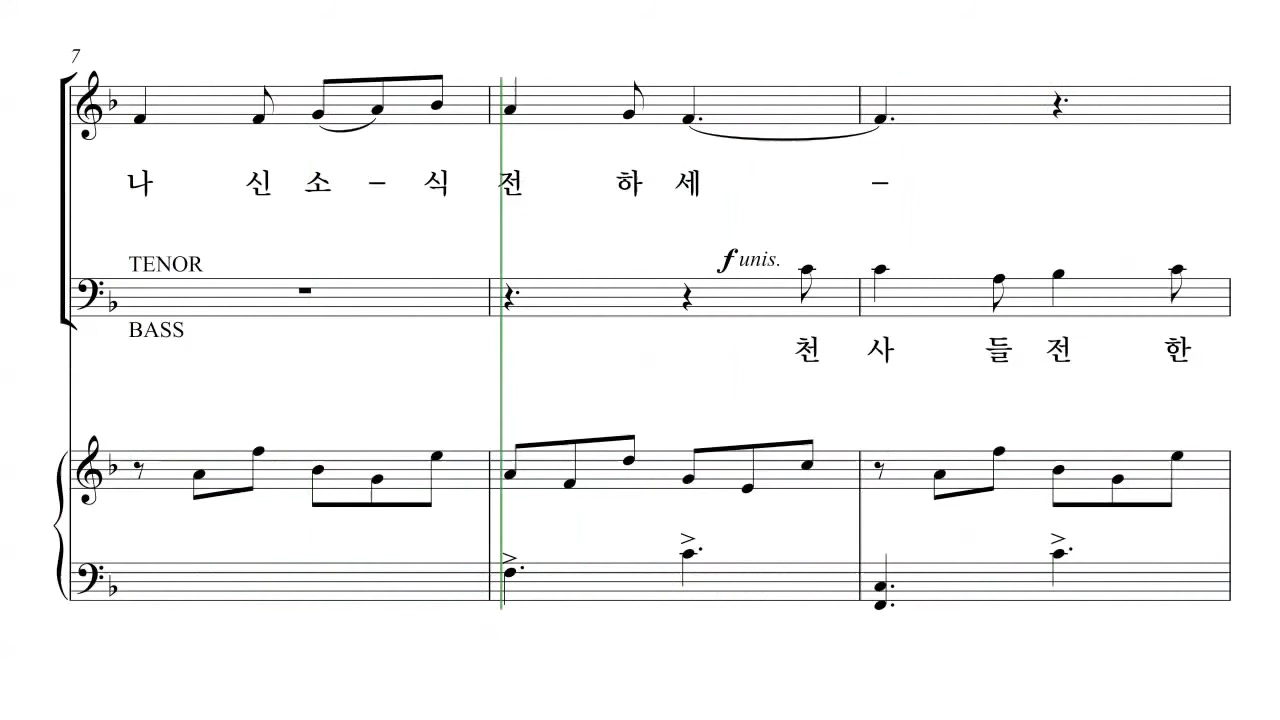 7
나 신 소 – 식 전 하 세 –
TENOR
f unis.
BASS
천 사 들 전 한